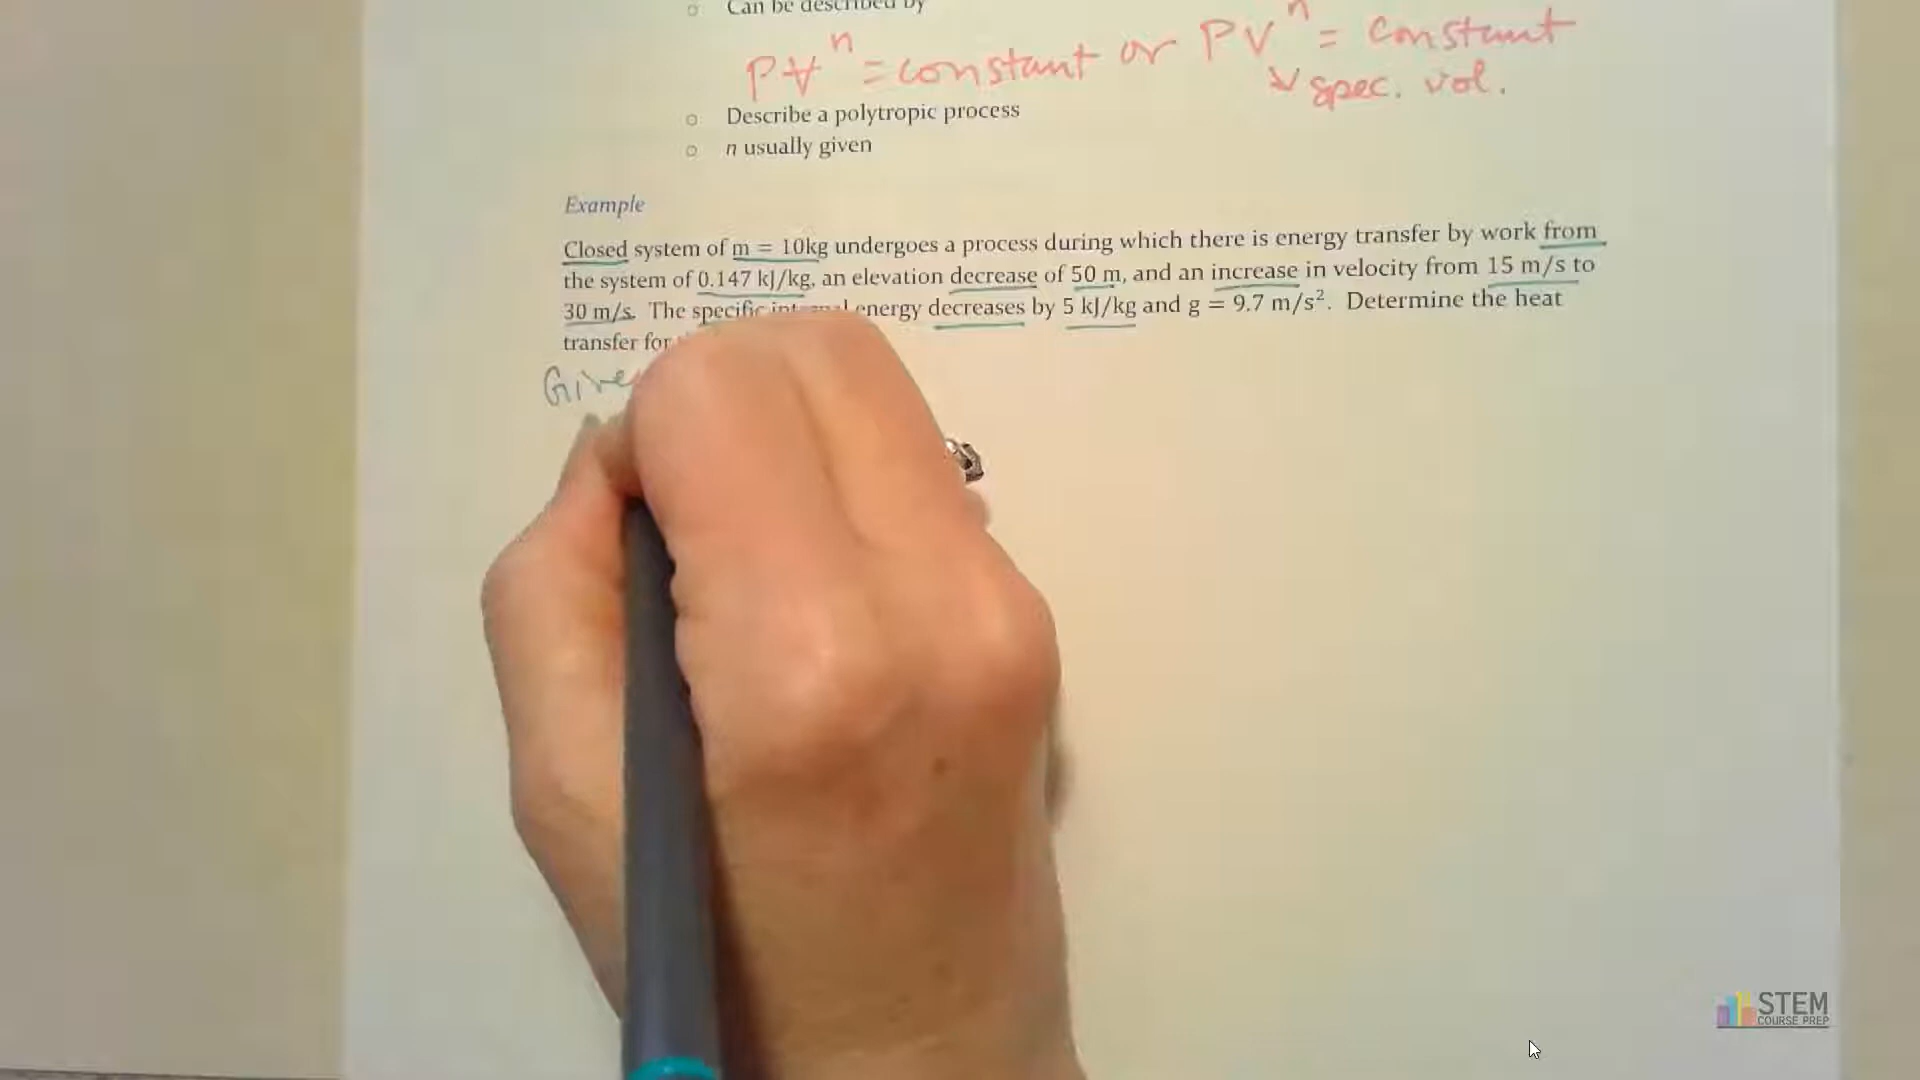 Can be described by
PV^n = constant or PV^n = constant
v spec. vol.
Describe a polytropic process
n usually given
Example
Closed system of m = 10kg undergoes a process during which there is energy transfer by work from
the system of 0.147 kJ/kg, an elevation decrease of 50 m, and an increase in velocity from 15 m/s to
30 m/s. The specific energy decreases by 5 kJ/kg and g = 9.7 m/s². Determine the heat
transfer for
Give
STEM
COURSE PREP